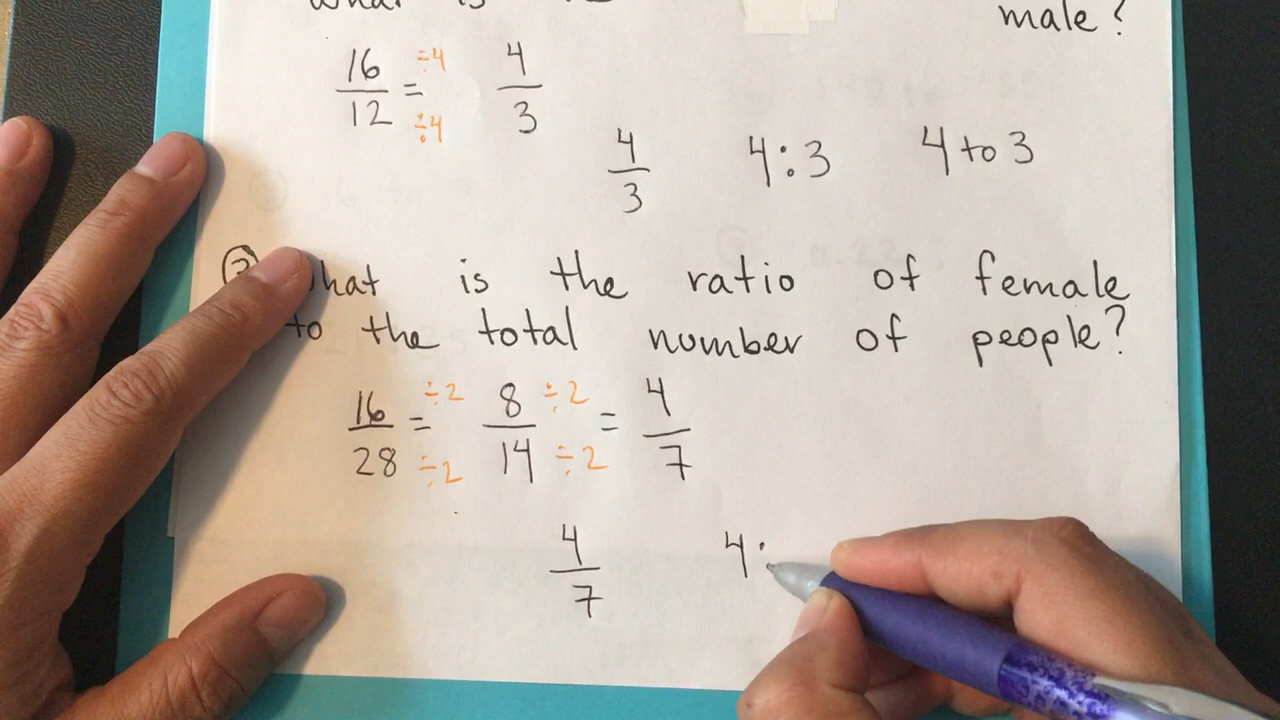 what is
male?
16/12 = ÷4 ÷4 4/3
4/3 4:3 4 to 3
hat is the ratio of female
to the total number of people?
16/28 = ÷2 ÷2 8/14 ÷2 ÷2 = 4/7
4/7 4: